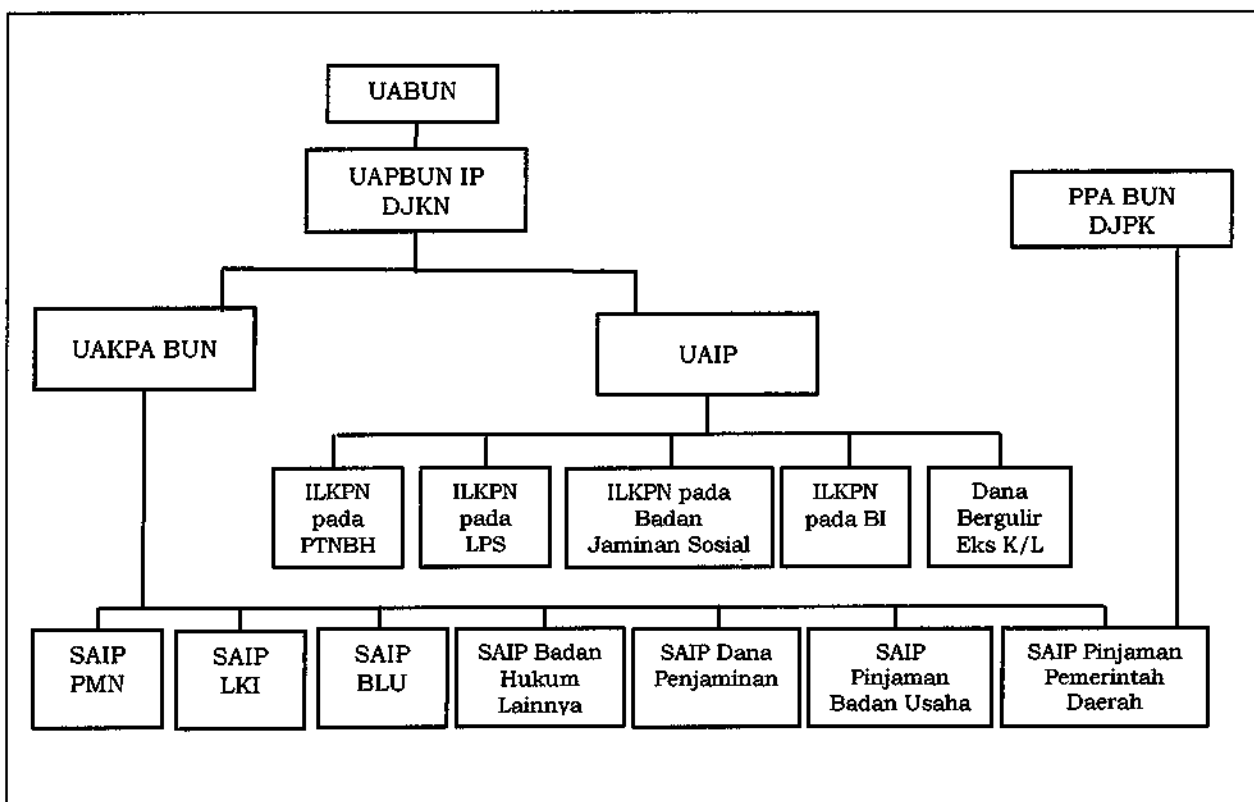 UABUN
UAPBUN IP
DJKN
PPA BUN
DJPK
UAKPA BUN
UAIP
ILKPN
pada
PTNBH
ILKPN
pada
LPS
ILKPN pada
Badan
Jaminan Sosial
ILKPN
pada BI
Dana
Bergulir
Eks K/L
SAIP
PMN
SAIP
LKI
SAIP
BLU
SAIP Badan
Hukum
Lainnya
SAIP Dana
Penjaminan
SAIP
Pinjaman
Badan Usaha
SAIP Pinjaman
Pemerintah
Daerah